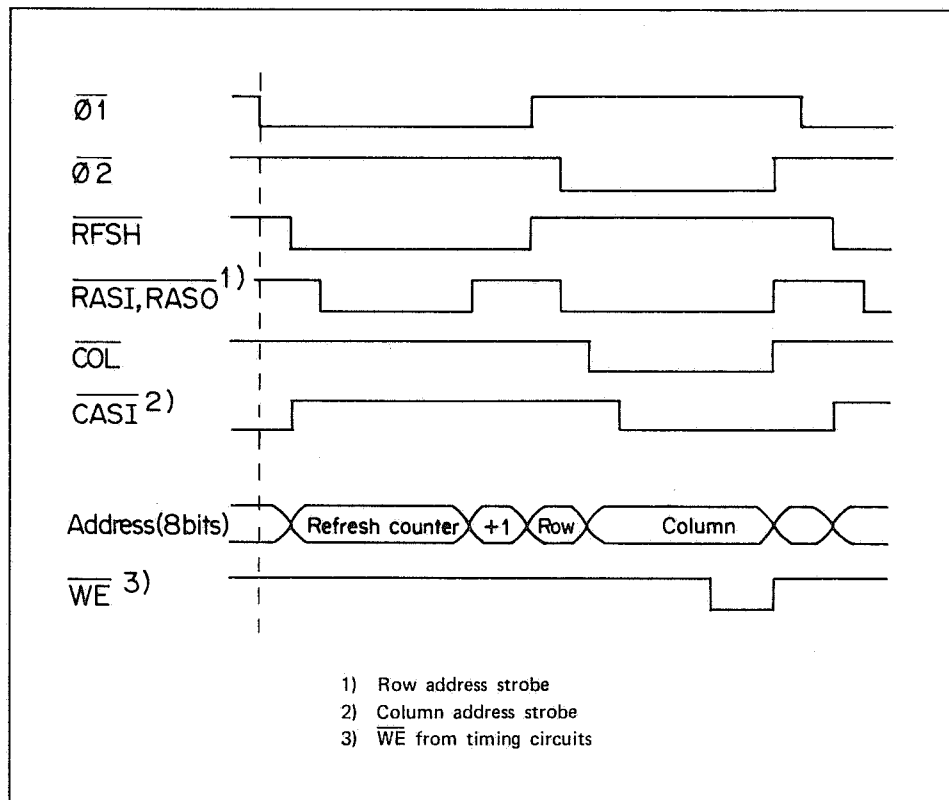 Ø1
Ø2
RFSH
RASI,RASO 1)
COL
CASI 2)
Address(8bits) Refresh counter +1 Row Column
WE 3)
1) Row address strobe
2) Column address strobe
3) WE from timing circuits